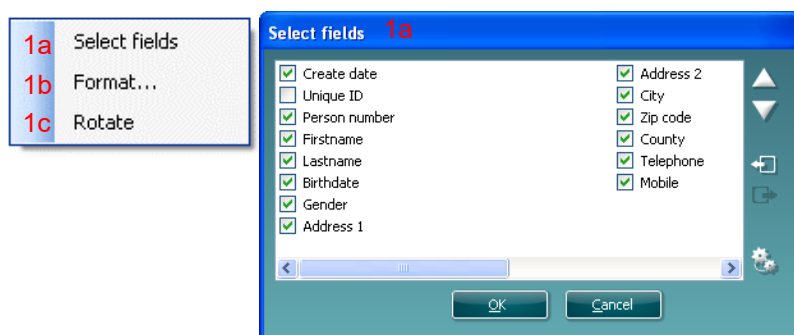 1a Select fields
1b Format...
1c Rotate
Select fields 1a
Create date
Unique ID
Person number
Firstname
Lastname
Birthdate
Gender
Address 1
Address 2
City
Zip code
County
Telephone
Mobile
OK
Cancel